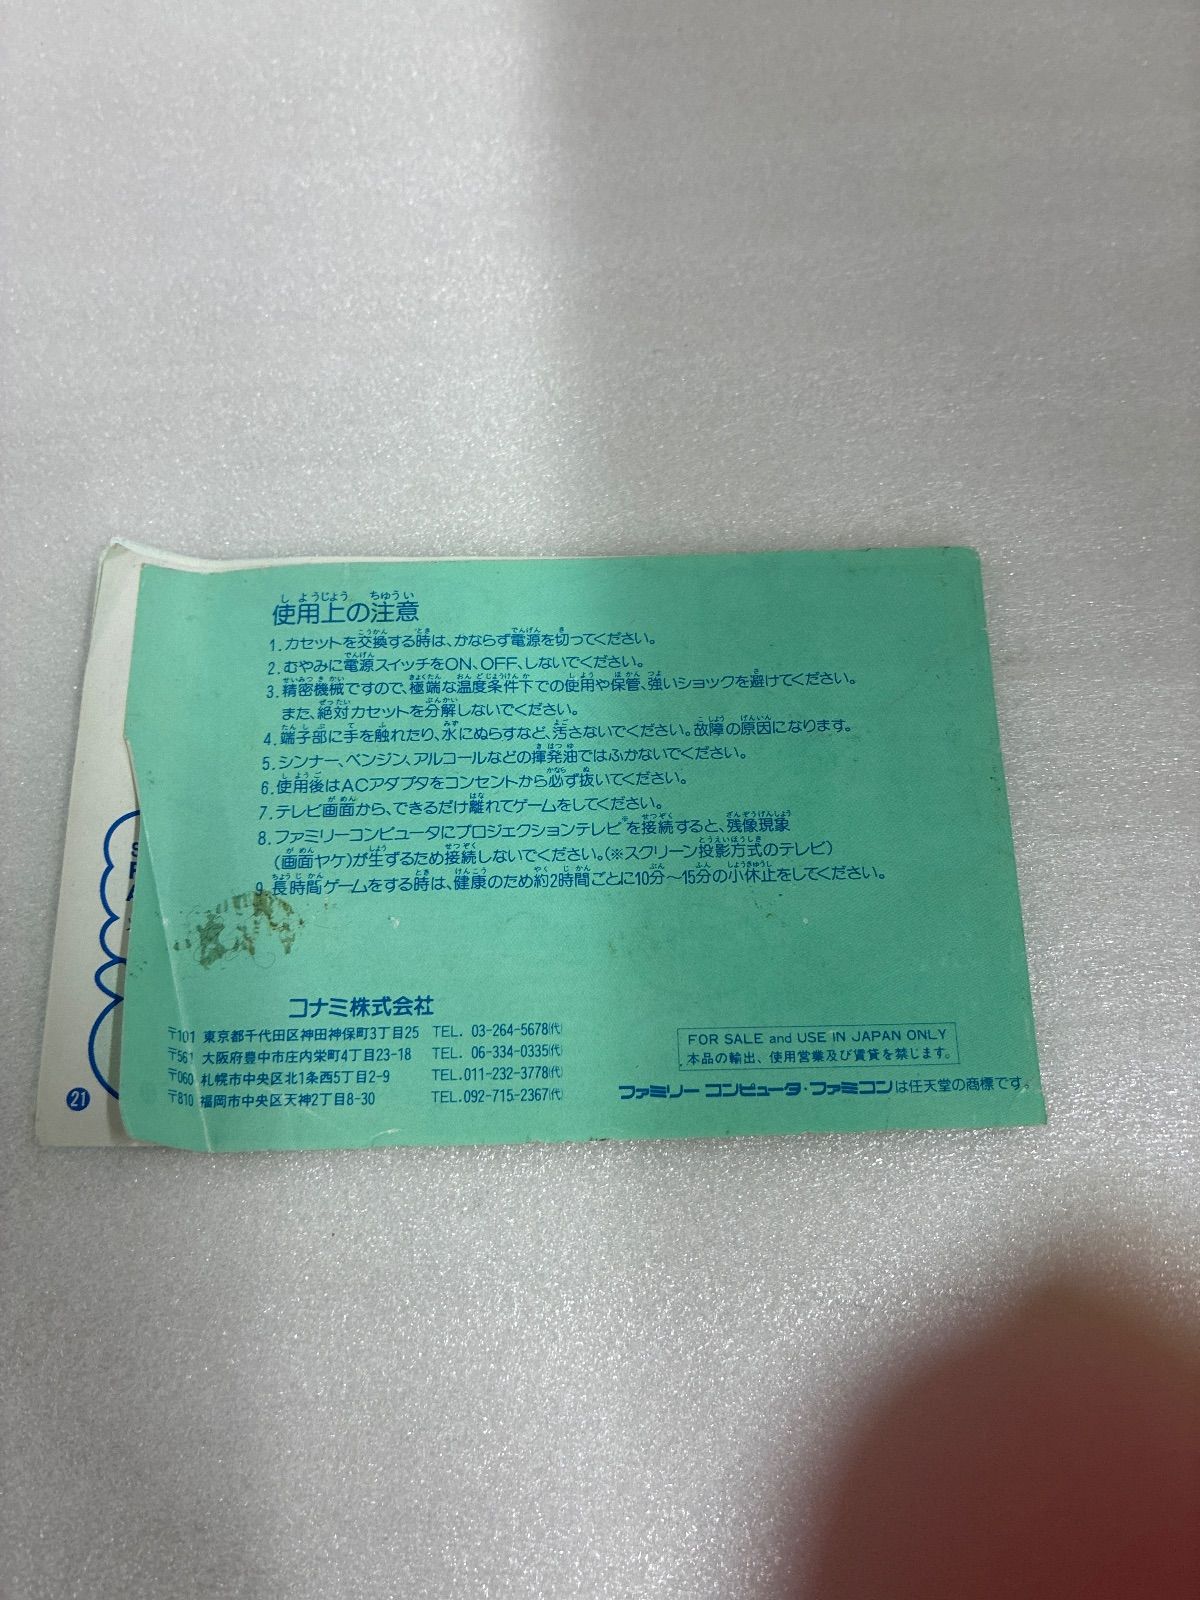 使用上の注意
1.カセットを交換する時は、かならず電源を切ってください。
2.むやみに電源スイッチをON、OFF、しないでください。
3.精密機械ですので、極端な温度条件下での使用や保管、強いショックを避けてください。
また、絶対カセットを分解しないでください。
4.端子部に手を触れたり、水にぬらすなど、汚さないでください。故障の原因になります。
5.シンナー、ベンジン、アルコールなどの揮発油ではふかないでください。
6.使用後はACアダプタをコンセントから必ず抜いてください。
7.テレビ画面から、できるだけ離れてゲームをしてください。
8.ファミリーコンピュータにプロジェクションテレビ※を接続すると、残像現象
(画面ヤケ)が生ずるため接続しないでください。(※スクリーン投影方式のテレビ)
9.長時間ゲームをする時は、健康のため約2時間ごとに10分〜15分の小休止をしてください。
コナミ株式会社
〒101 東京都千代田区神田神保町3丁目25 TEL. 03-264-5678(代)
〒561 大阪府豊中市庄内栄町4丁目23-18 TEL. 06-334-0335(代)
〒060 札幌市中央区北1条西5丁目2-9 TEL.011-232-3778(代)
〒810 福岡市中央区天神2丁目8-30 TEL.092-715-2367(代)
FOR SALE and USE IN JAPAN ONLY
本品の輸出、使用営業及び賃貸を禁じます。
ファミリーコンピュータ・ファミコンは任天堂の商標です。
21